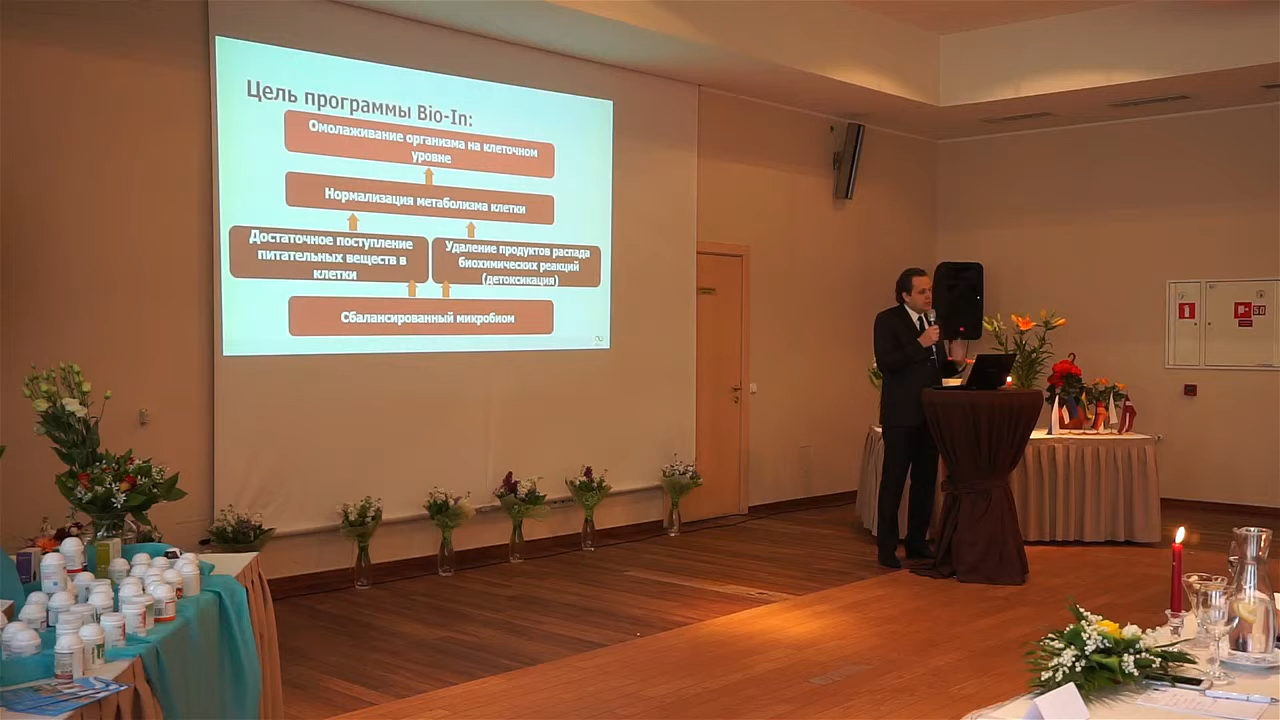 Цель программы Bio-In:
Омолаживание организма на клеточном
уровне
Нормализация метаболизма клетки
Достаточное поступление
питательных веществ в
клетки
Удаление продуктов распада
биохимических реакций
(детоксикация)
Сбалансированный микробиом